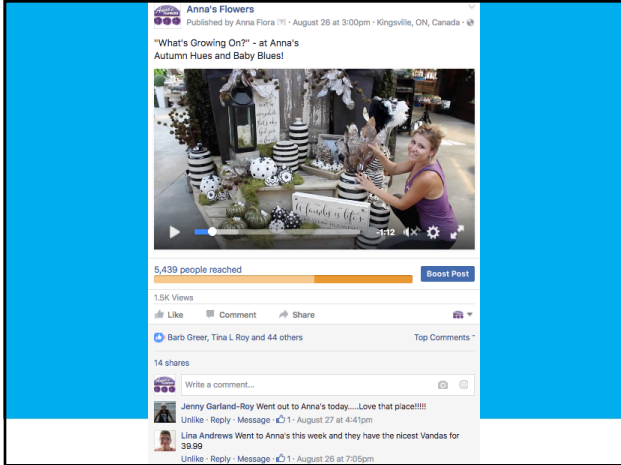 Anna's Flowers
Published by Anna Flora [?] · August 26 at 3:00pm · Kingsville, ON, Canada ·
"What's Growing On?" - at Anna's
Autumn Hues and Baby Blues!
family is life's
-1:12
5,439 people reached
Boost Post
1.5K Views
Like Comment Share
Barb Greer, Tina L Roy and 44 others Top Comments
14 shares
Write a comment...
Jenny Garland-Roy Went out to Anna's today.....Love that place!!!!!
Unlike · Reply · Message · 1 · August 27 at 4:41pm
Lina Andrews Went to Anna's this week and they have the nicest Vandas for
39.99
Unlike · Reply · Message · 1 · August 26 at 7:05pm